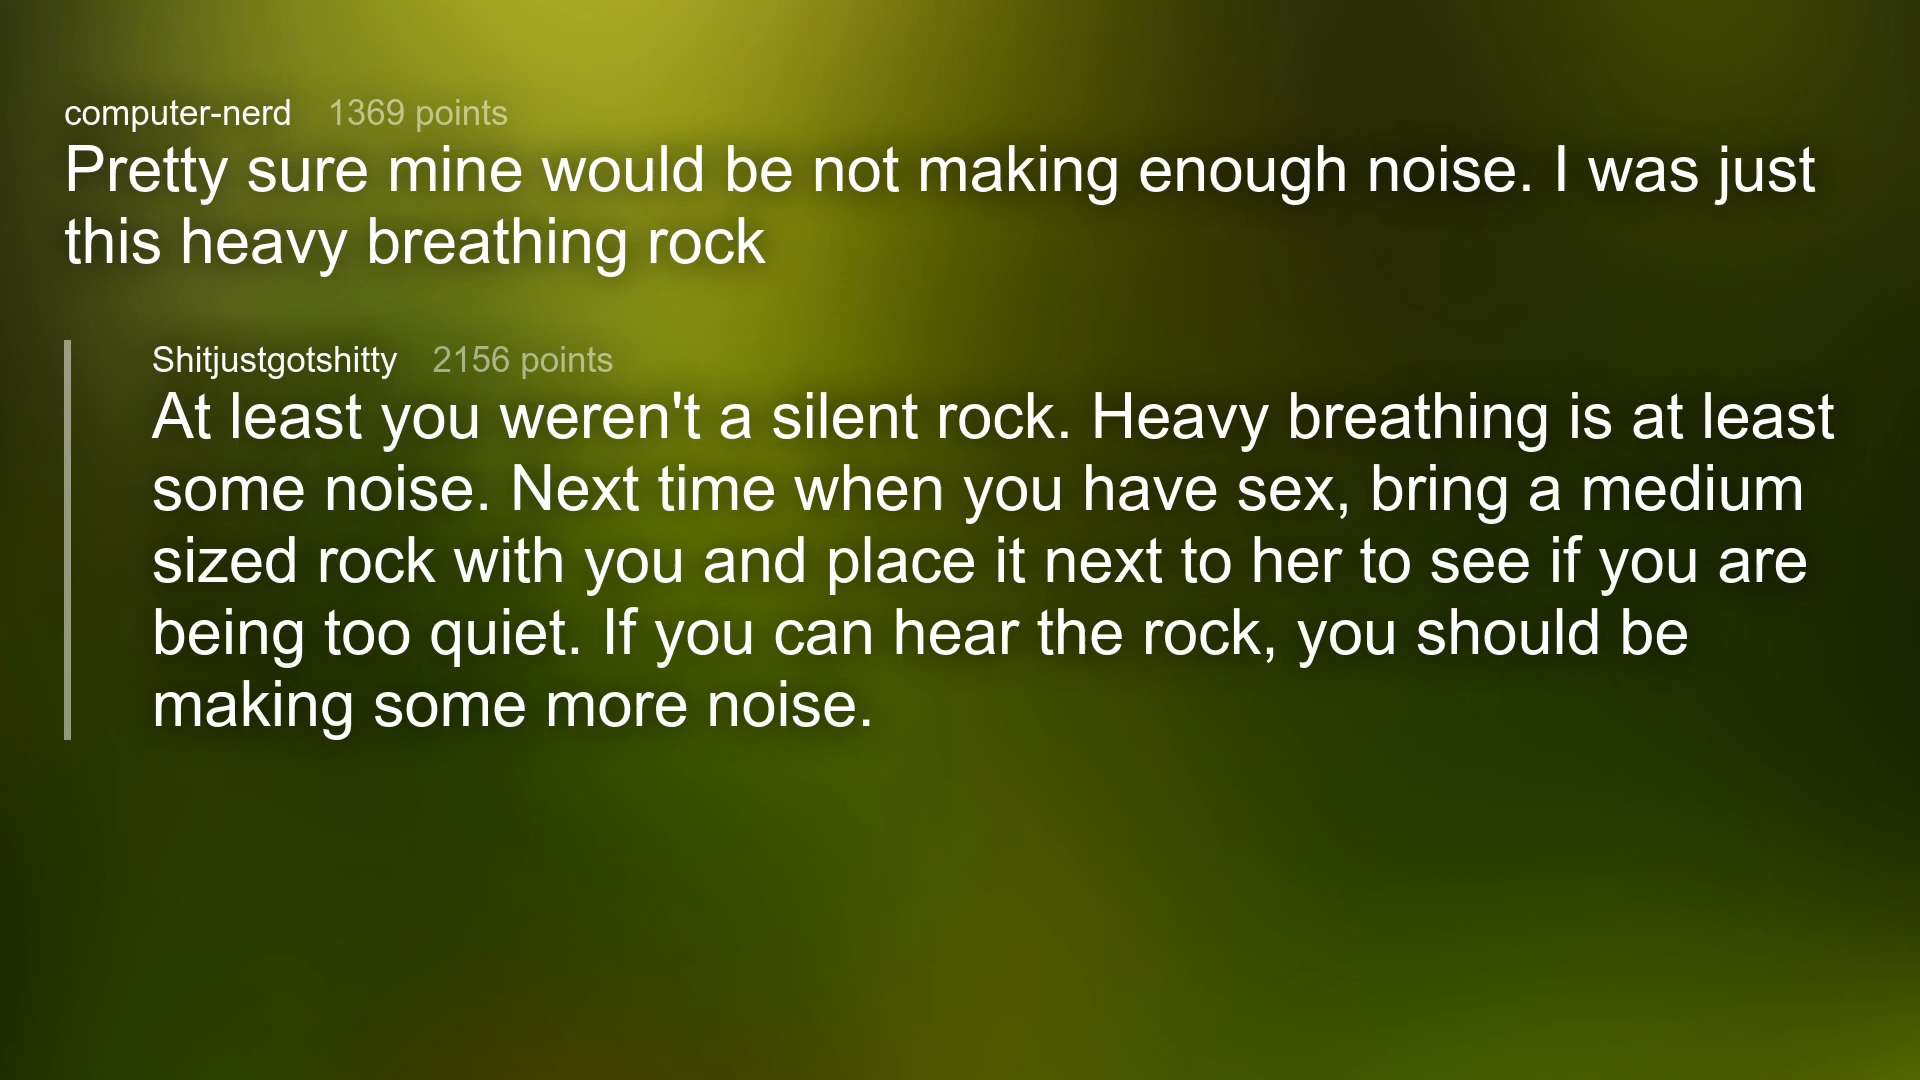 computer-nerd 1369 points
Pretty sure mine would be not making enough noise. I was just
this heavy breathing rock
Shitjustgotshitty 2156 points
At least you weren't a silent rock. Heavy breathing is at least
some noise. Next time when you have sex, bring a medium
sized rock with you and place it next to her to see if you are
being too quiet. If you can hear the rock, you should be
making some more noise.